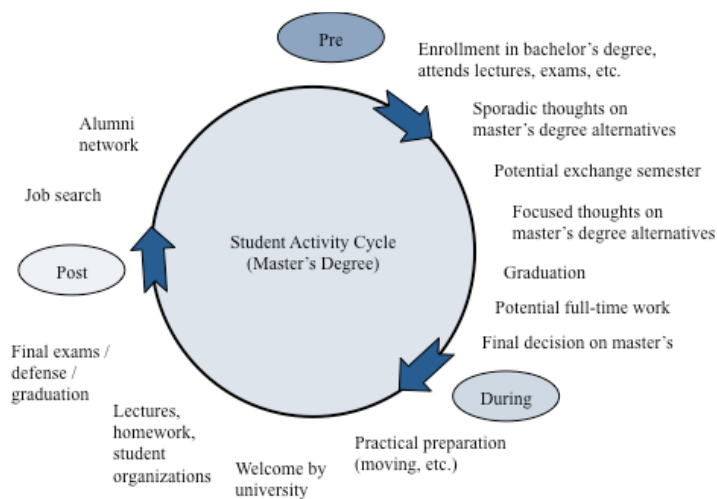 Pre
Enrollment in bachelor's degree,
attends lectures, exams, etc.
Sporadic thoughts on
master's degree alternatives
Potential exchange semester
Focused thoughts on
master's degree alternatives
Graduation
Potential full-time work
Final decision on master's
During
Practical preparation
(moving, etc.)
Welcome by
university
Lectures,
homework,
student
organizations
Final exams /
defense /
graduation
Post
Job search
Alumni
network
Student Activity Cycle
(Master's Degree)